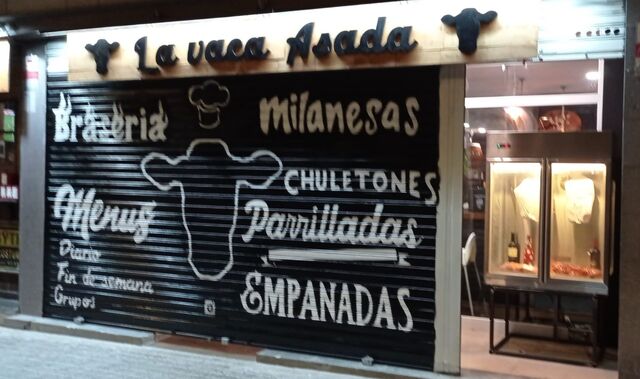 La vaca Asada
Braseria
Menus
Diario
Fin de semana
Grupos
Milanesas
CHULETONES
Parrilladas
EMPANADAS